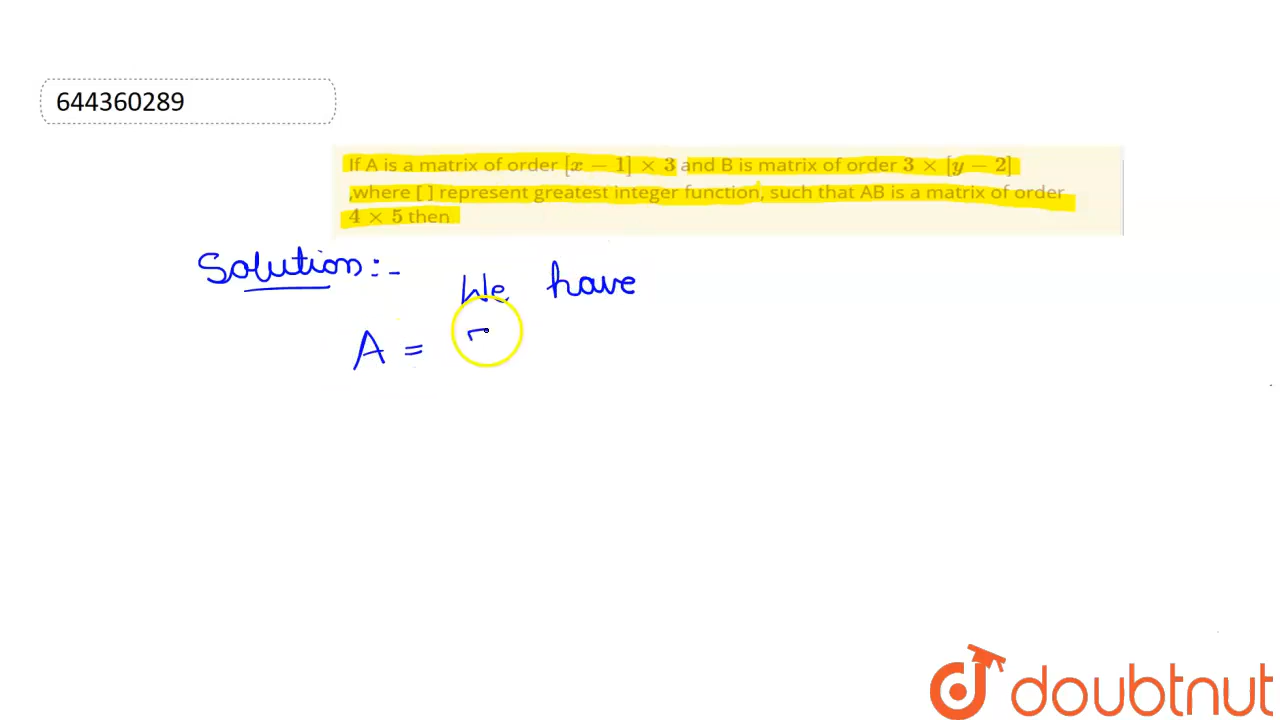 644360289
If A is a matrix of order [x − 1] × 3 and B is matrix of order 3 × [y − 2]
,where [ ] represent greatest integer function, such that AB is a matrix of order
4 × 5 then
Solution:-
We have
A =
doubtnut